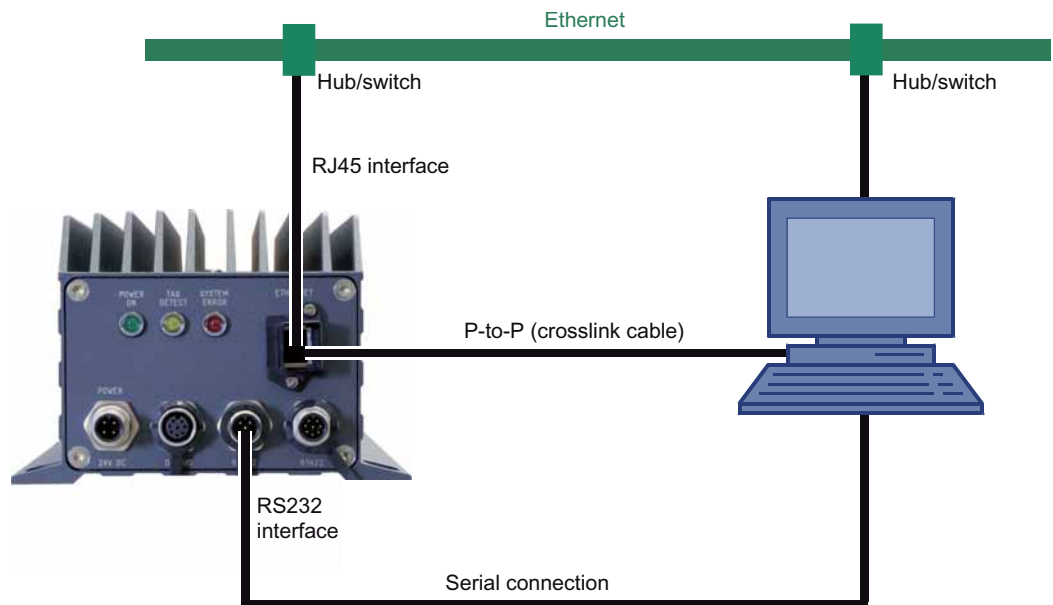 Ethernet
Hub/switch
Hub/switch
RJ45 interface
POWER ON
TAG DETECT
SYSTEM ERROR
P-to-P (crosslink cable)
POWER
24V DC
RS422
RS232
interface
Serial connection